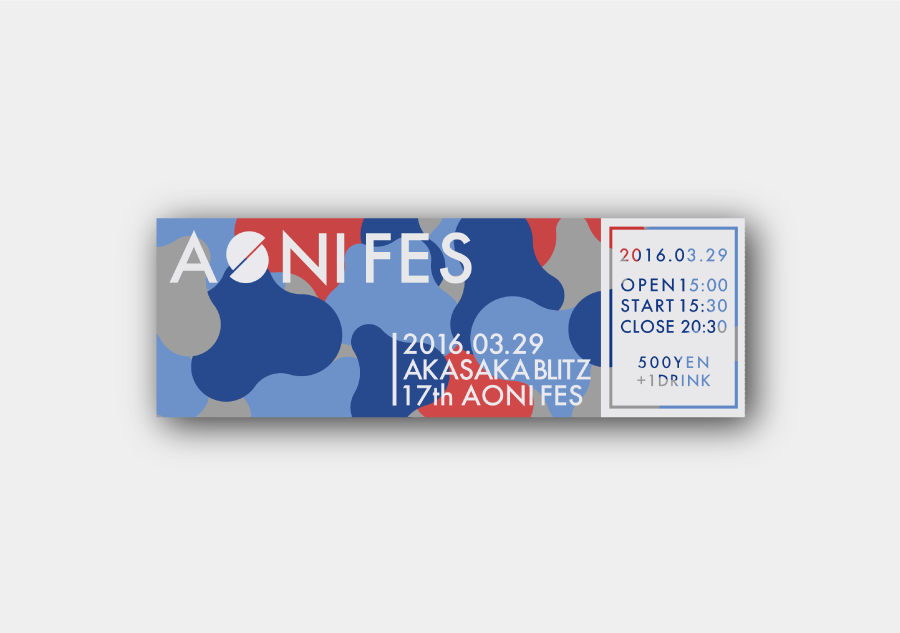 AONI FES
2016.03.29
AKASAKA BLITZ
17th AONI FES
2016.03.29
OPEN 15:00
START 15:30
CLOSE 20:30
500YEN
+1DRINK